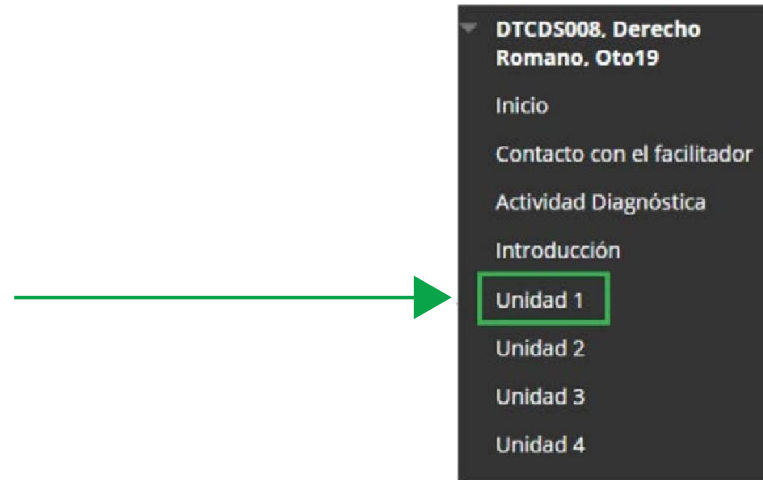 DTCDS008, Derecho
Romano, Oto19
Inicio
Contacto con el facilitador
Actividad Diagnóstica
Introducción
Unidad 1
Unidad 2
Unidad 3
Unidad 4